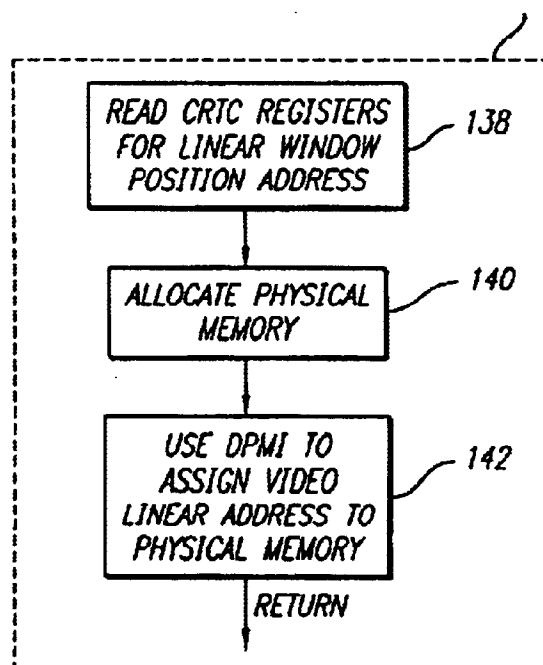 READ CRTC REGISTERS
FOR LINEAR WINDOW
POSITION ADDRESS
138
ALLOCATE PHYSICAL
MEMORY
140
USE DPMI TO
ASSIGN VIDEO
LINEAR ADDRESS TO
PHYSICAL MEMORY
142
RETURN